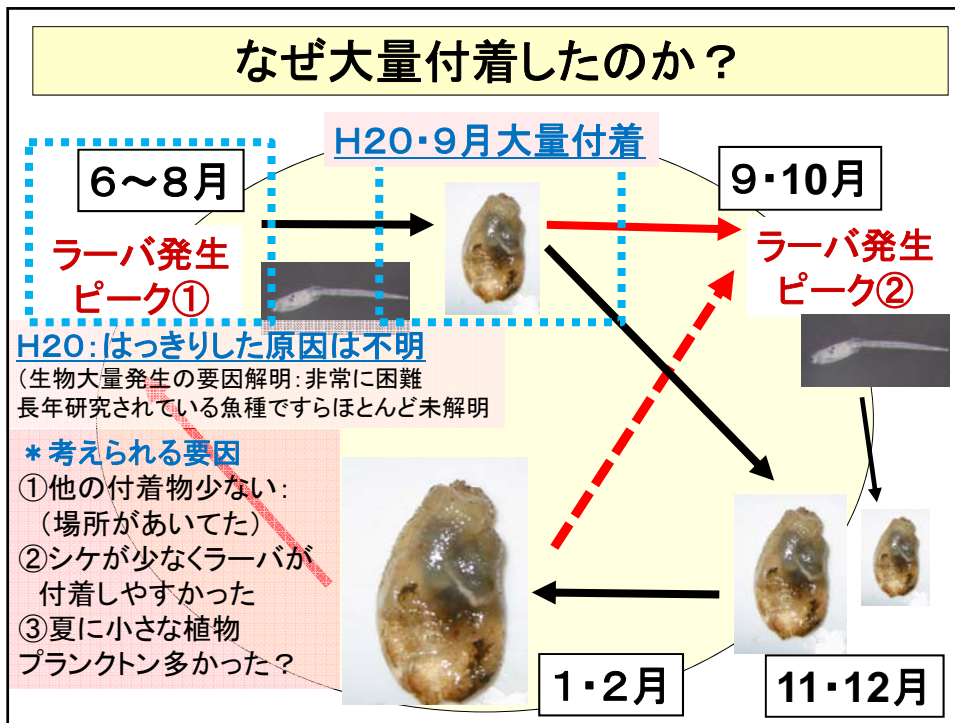 なぜ大量付着したのか？
H20・9月大量付着
６～８月
９・10月
ラーバ発生
ピーク①
ラーバ発生
ピーク②
H20：はっきりした原因は不明
（生物大量発生の要因解明：非常に困難
長年研究されている魚種ですらほとんど未解明
＊考えられる要因
①他の付着物少ない：
（場所があいてた）
②シケが少なくラーバが
付着しやすかった
③夏に小さな植物
プランクトン多かった？
１・２月
11・12月